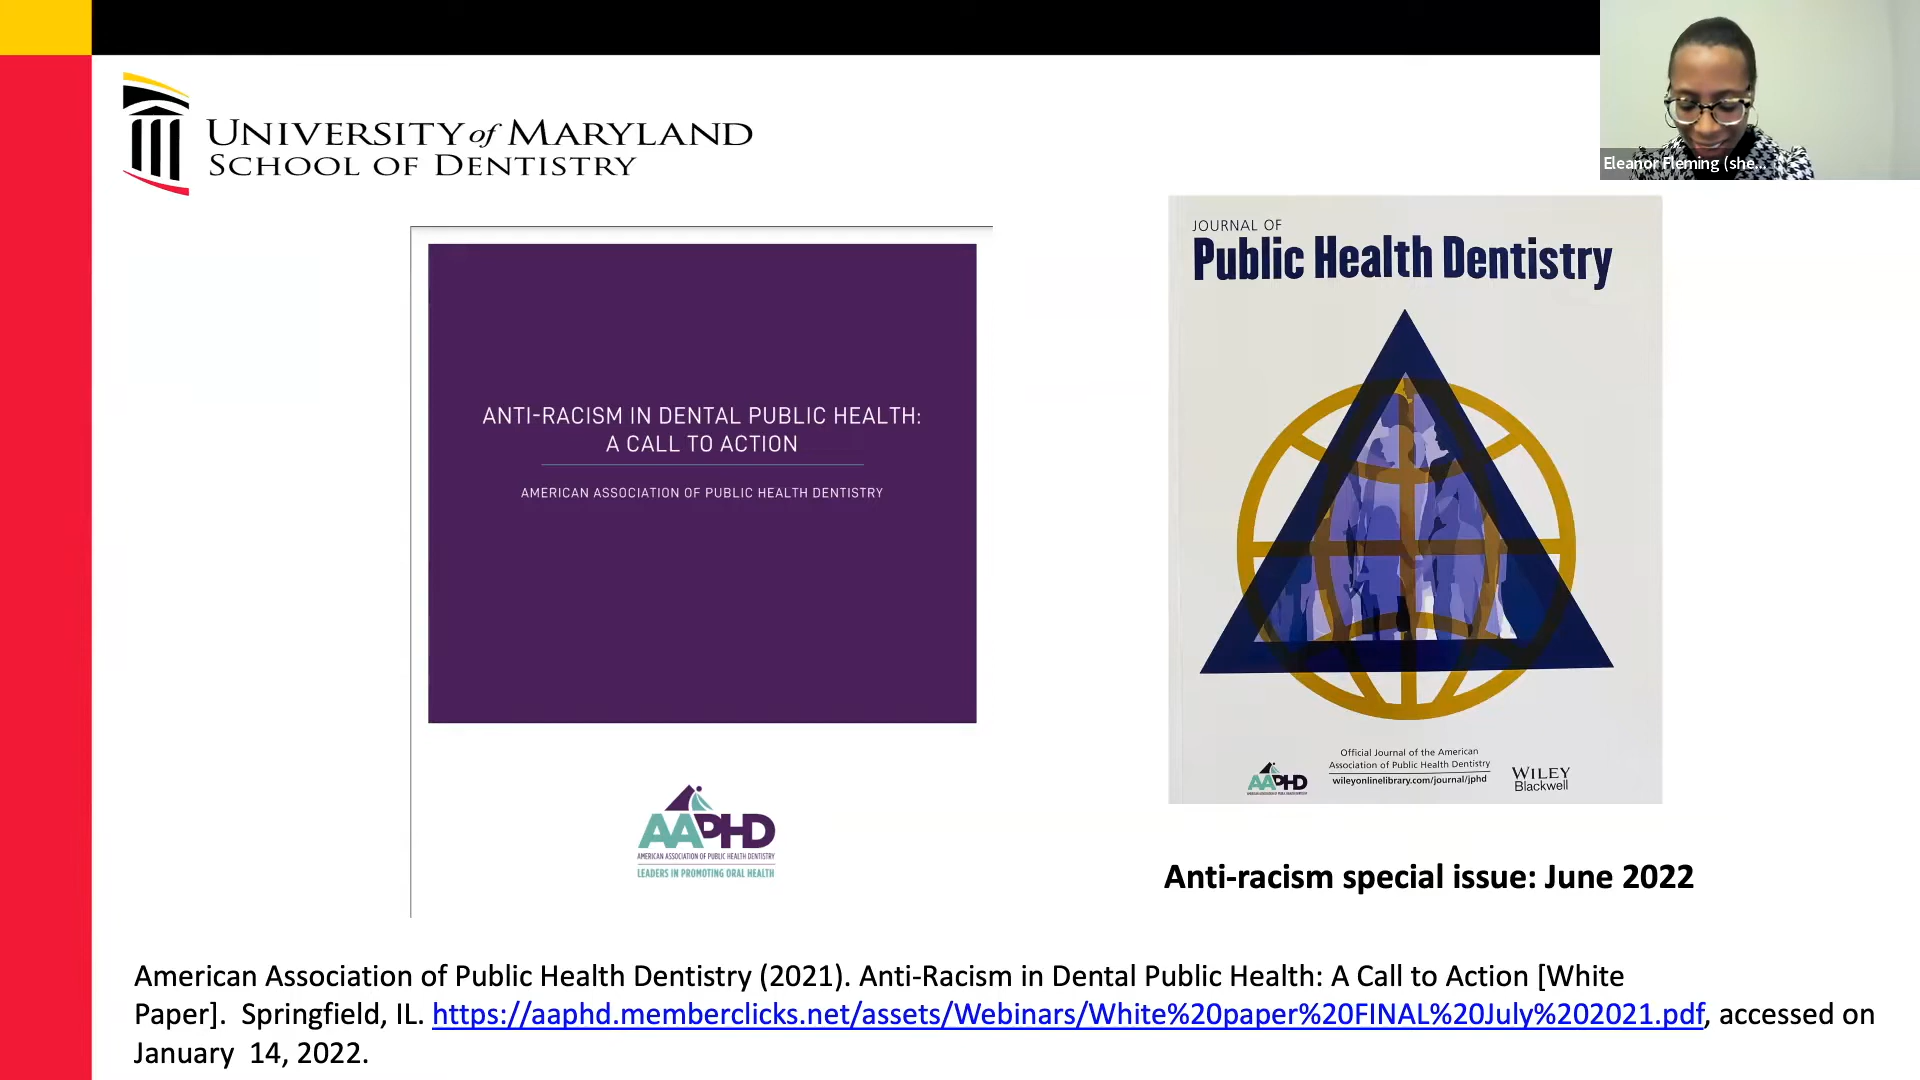 UNIVERSITY of MARYLAND
SCHOOL OF DENTISTRY
Eleanor Fleming (she...
ANTI-RACISM IN DENTAL PUBLIC HEALTH:
A CALL TO ACTION
AMERICAN ASSOCIATION OF PUBLIC HEALTH DENTISTRY
AAPHD
AMERICAN ASSOCIATION OF PUBLIC HEALTH DENTISTRY
LEADERS IN PROMOTING ORAL HEALTH
JOURNAL OF
Public Health Dentistry
AAPHD
Official Journal of the American
Association of Public Health Dentistry
wileyonlinelibrary.com/journal/jphd
WILEY
Blackwell
Anti-racism special issue: June 2022
American Association of Public Health Dentistry (2021). Anti-Racism in Dental Public Health: A Call to Action [White
Paper].  Springfield, IL. https://aaphd.memberclicks.net/assets/Webinars/White%20paper%20FINAL%20July%202021.pdf, accessed on
January  14, 2022.